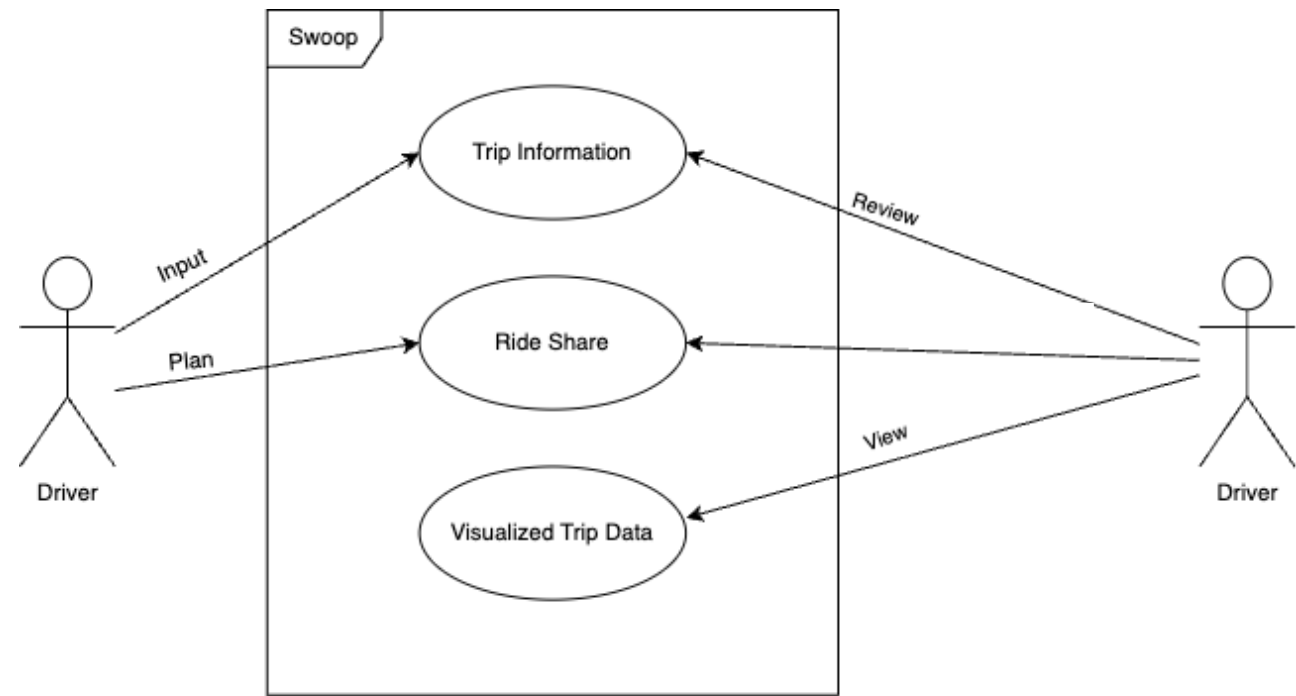 Swoop
Trip Information
Review
Input
Ride Share
Plan
View
Driver
Driver
Visualized Trip Data